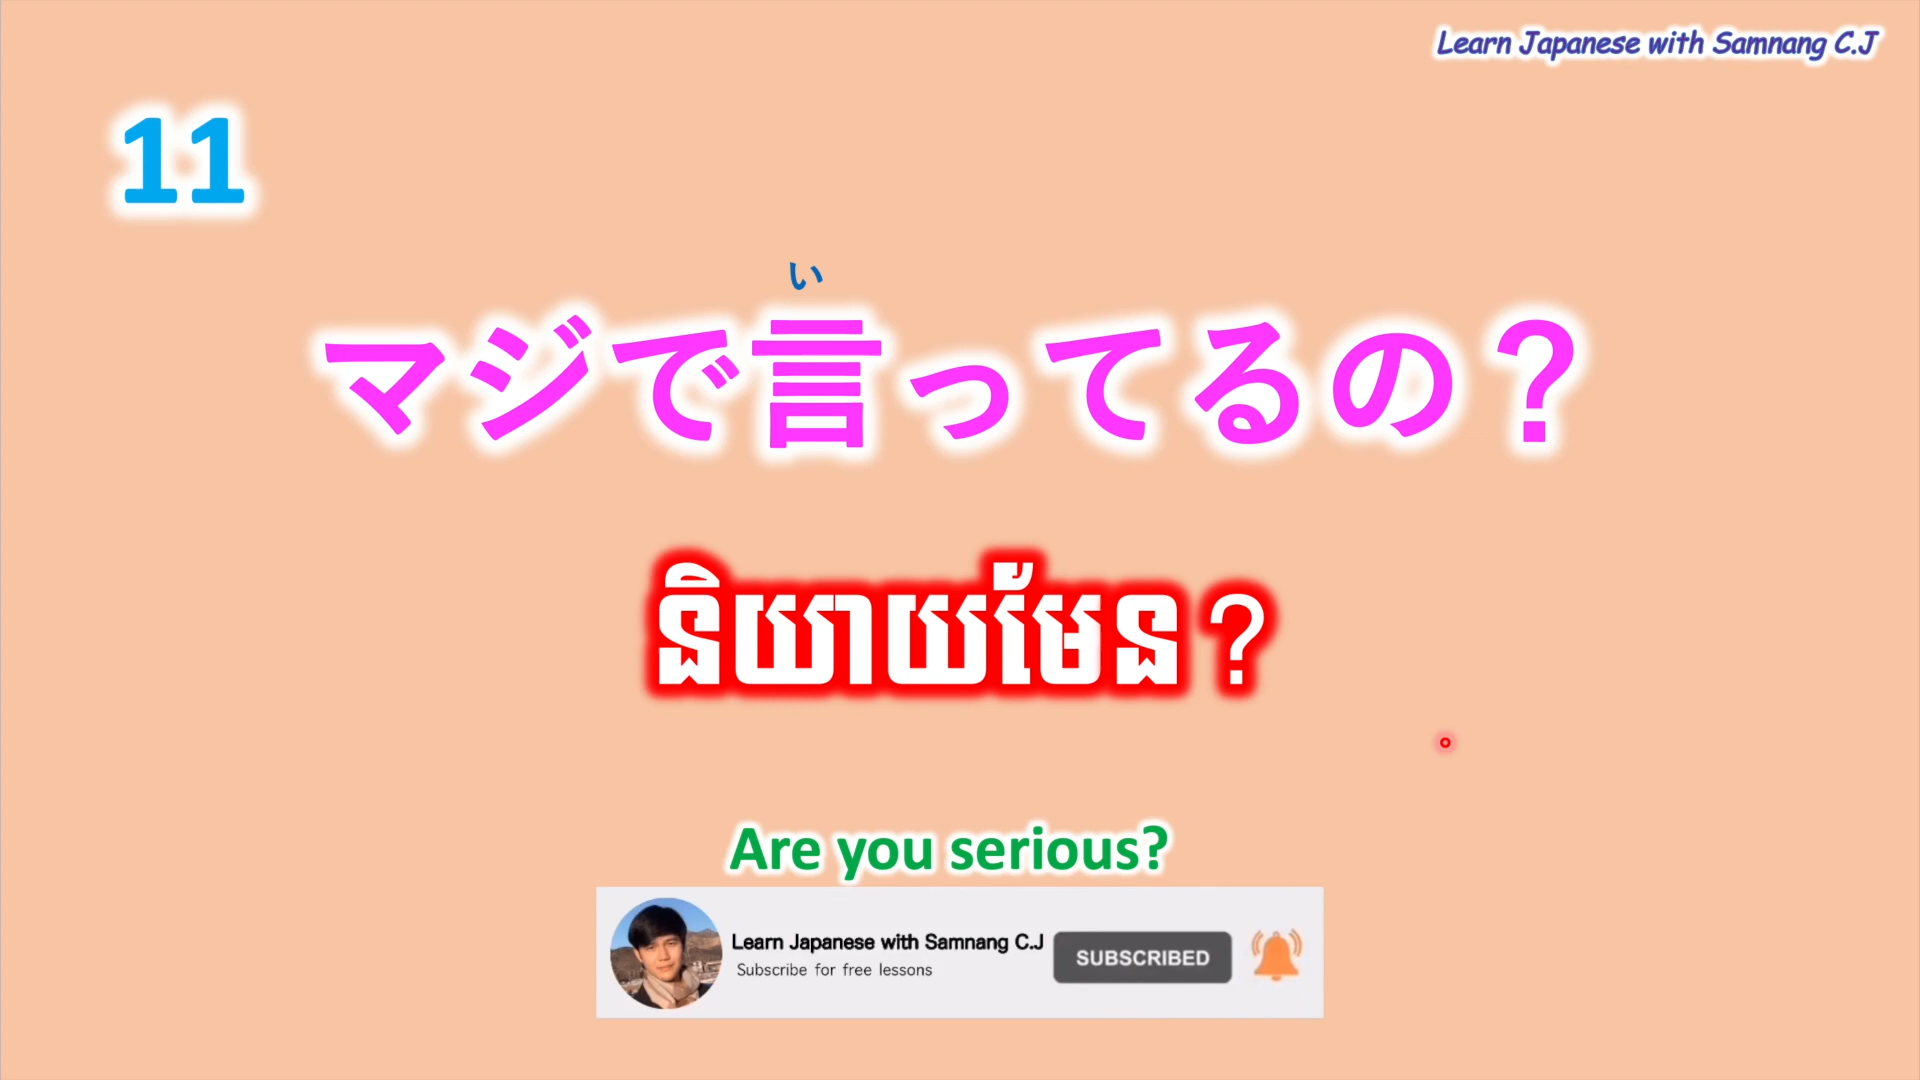 Learn Japanese with Samnang C.J
11
い
マジで言ってるの？
និយាយមែន?
Are you serious?
Learn Japanese with Samnang C.J
Subscribe for free lessons
SUBSCRIBED